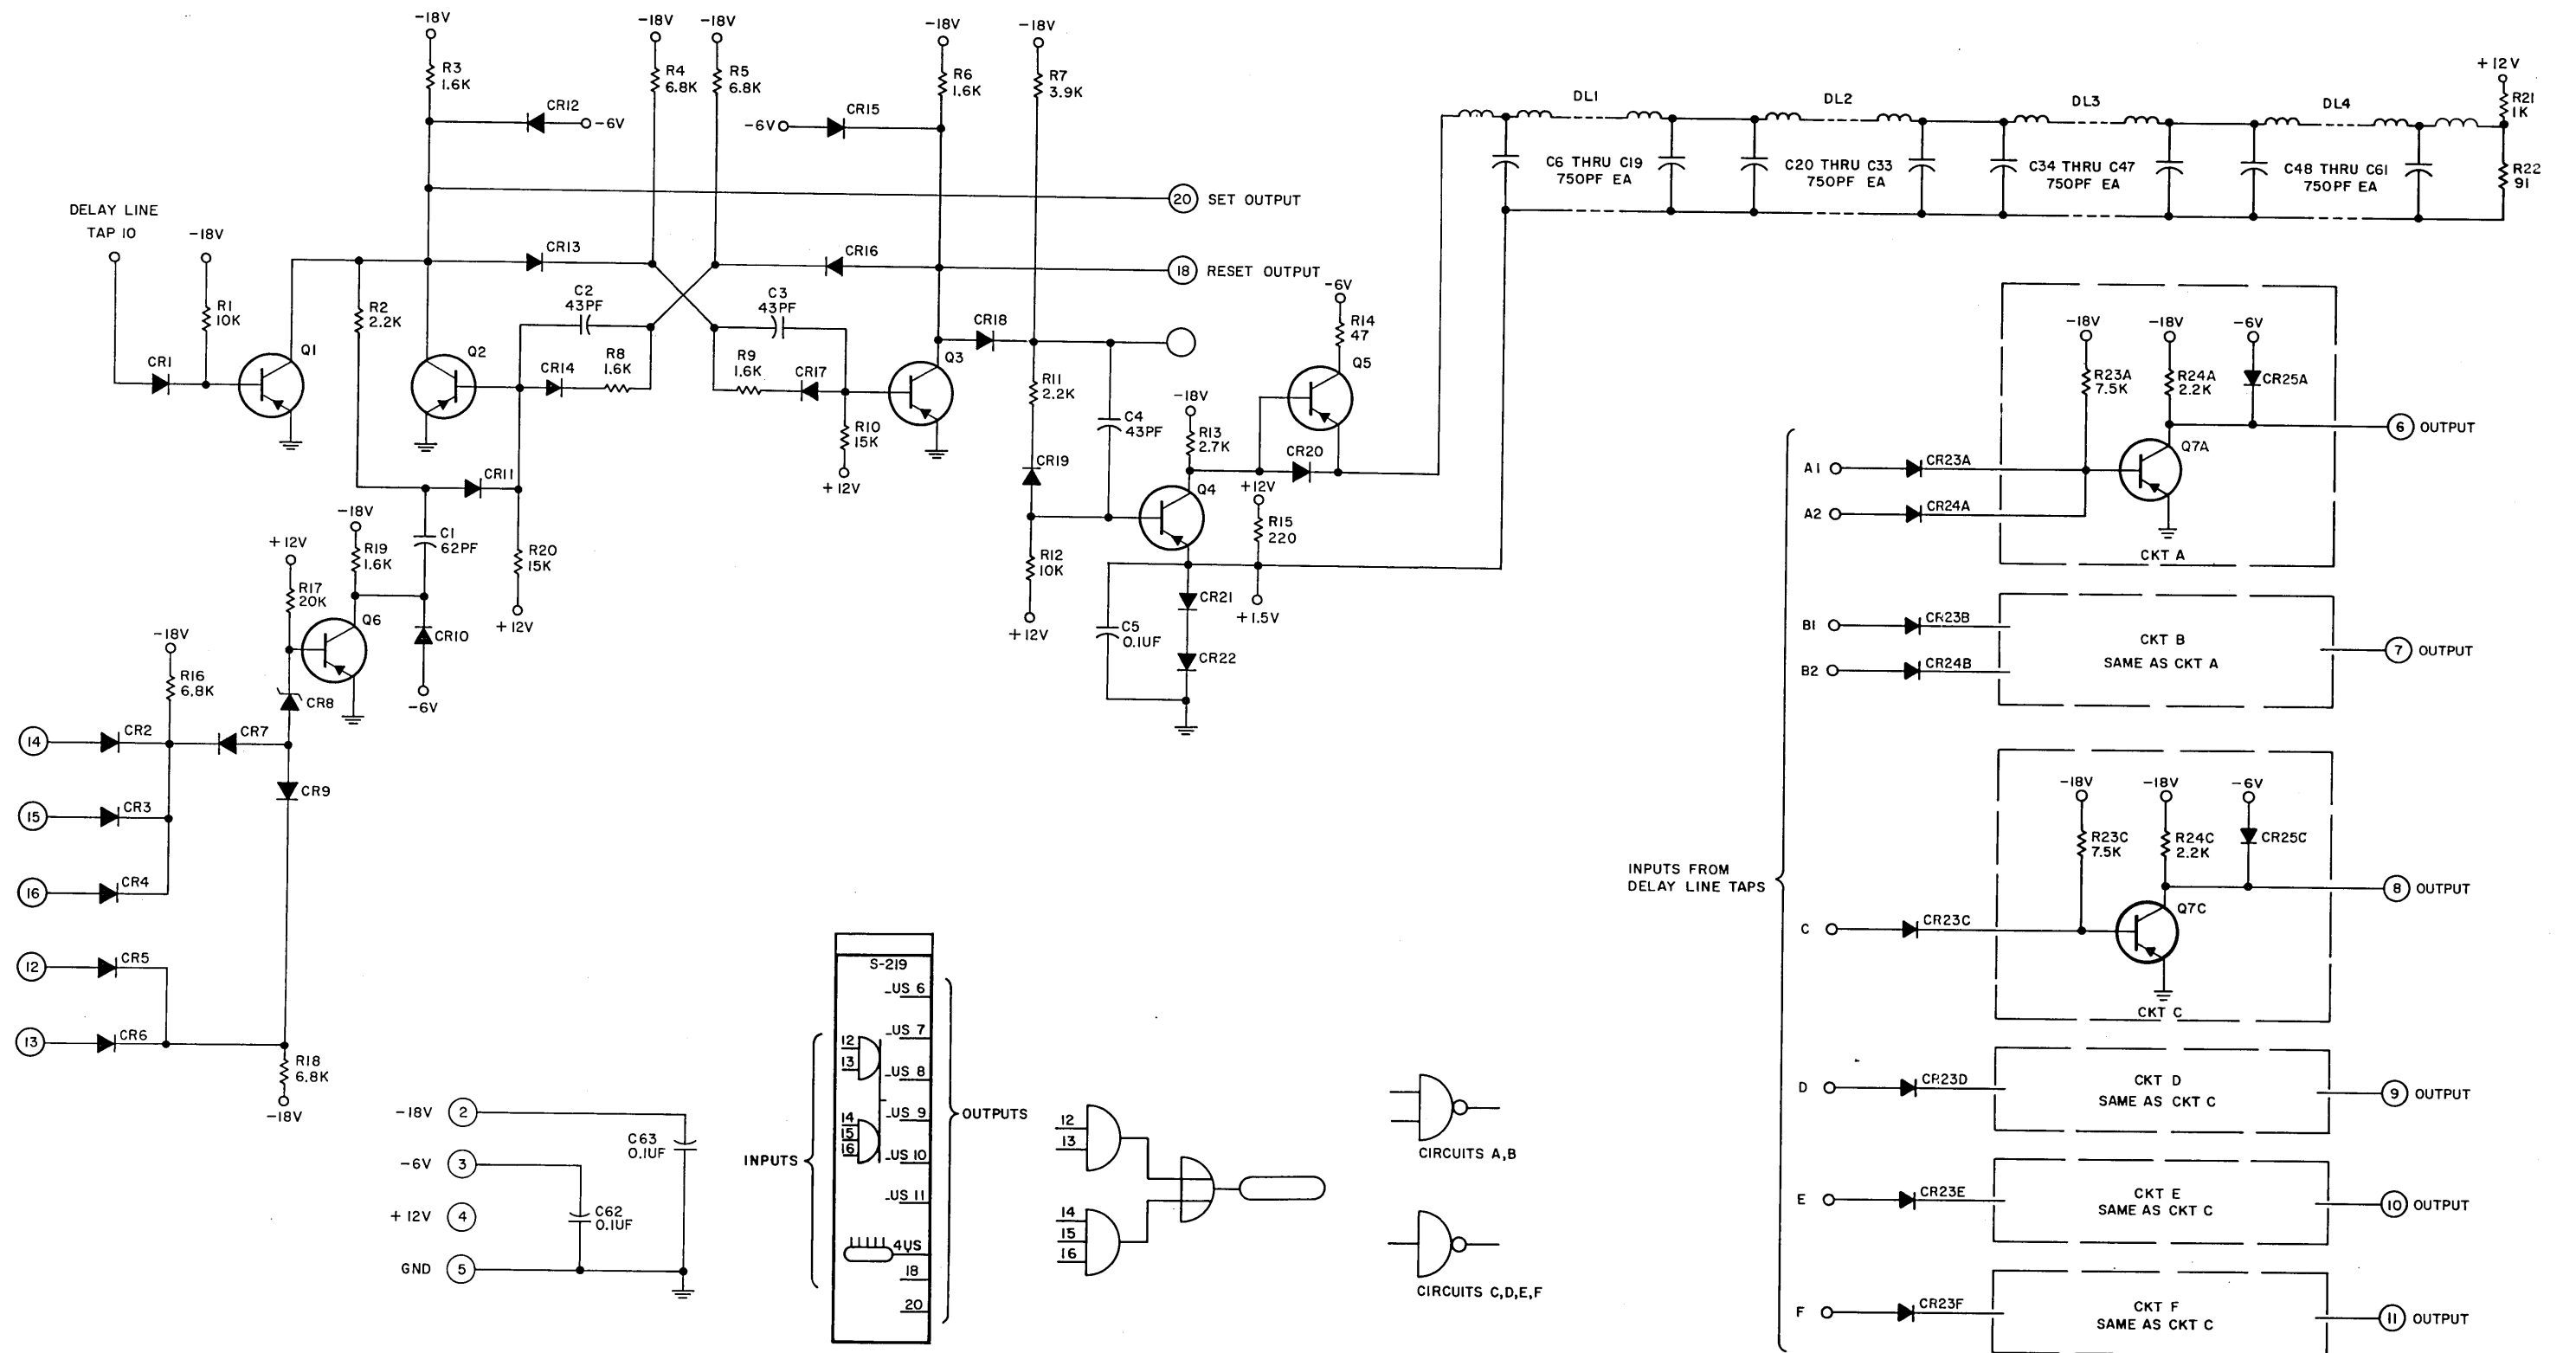 -18V
R3
1.6K
CR12
-6V
-18V
R4
6.8K
-18V
R5
6.8K
-6V
CR15
-18V
R6
1.6K
-18V
R7
3.9K
20 SET OUTPUT
DELAY LINE
TAP 10
-18V
R1
10K
CR1
Q1
R2
2.2K
CR13
CR16
18 RESET OUTPUT
C2
43PF
C3
43PF
Q2
CR14
R8
1.6K
R9
1.6K
CR17
Q3
CR18
R10
15K
+12V
R11
2.2K
C4
43PF
CR19
R12
10K
+12V
-18V
R13
2.7K
Q4
-6V
R14
47
Q5
CR20
+12V
R15
220
+1.5V
CR21
CR22
C5
0.1UF
CR11
C1
62PF
R20
15K
+12V
-18V
R19
1.6K
+12V
R17
20K
Q6
CR10
-6V
CR8
-18V
R16
6.8K
14
CR2
CR7
15
CR3
CR9
16
CR4
12
CR5
13
CR6
R18
6.8K
-18V
-18V 2
C63
0.1UF
-6V 3
C62
0.1UF
+12V 4
GND 5
S-219
_US 6
_US 7
12
13
_US 8
_US 9
14
15
16
_US 10
_US 11
4US
18
20
INPUTS
OUTPUTS
12
13
14
15
16
CIRCUITS A,B
CIRCUITS C,D,E,F
DL1
DL2
DL3
DL4
+12V
R21
1K
R22
91
C6 THRU C19
750PF EA
C20 THRU C33
750PF EA
C34 THRU C47
750PF EA
C48 THRU C61
750PF EA
INPUTS FROM
DELAY LINE TAPS
-18V
-18V
-6V
R23A
7.5K
R24A
2.2K
CR25A
A1
CR23A
A2
CR24A
Q7A
6 OUTPUT
CKT A
B1
CR23B
B2
CR24B
CKT B
SAME AS CKT A
7 OUTPUT
-18V
-18V
-6V
R23C
7.5K
R24C
2.2K
CR25C
C
CR23C
Q7C
8 OUTPUT
CKT C
D
CR23D
CKT D
SAME AS CKT C
9 OUTPUT
E
CR23E
CKT E
SAME AS CKT C
10 OUTPUT
F
CR23F
CKT F
SAME AS CKT C
11 OUTPUT